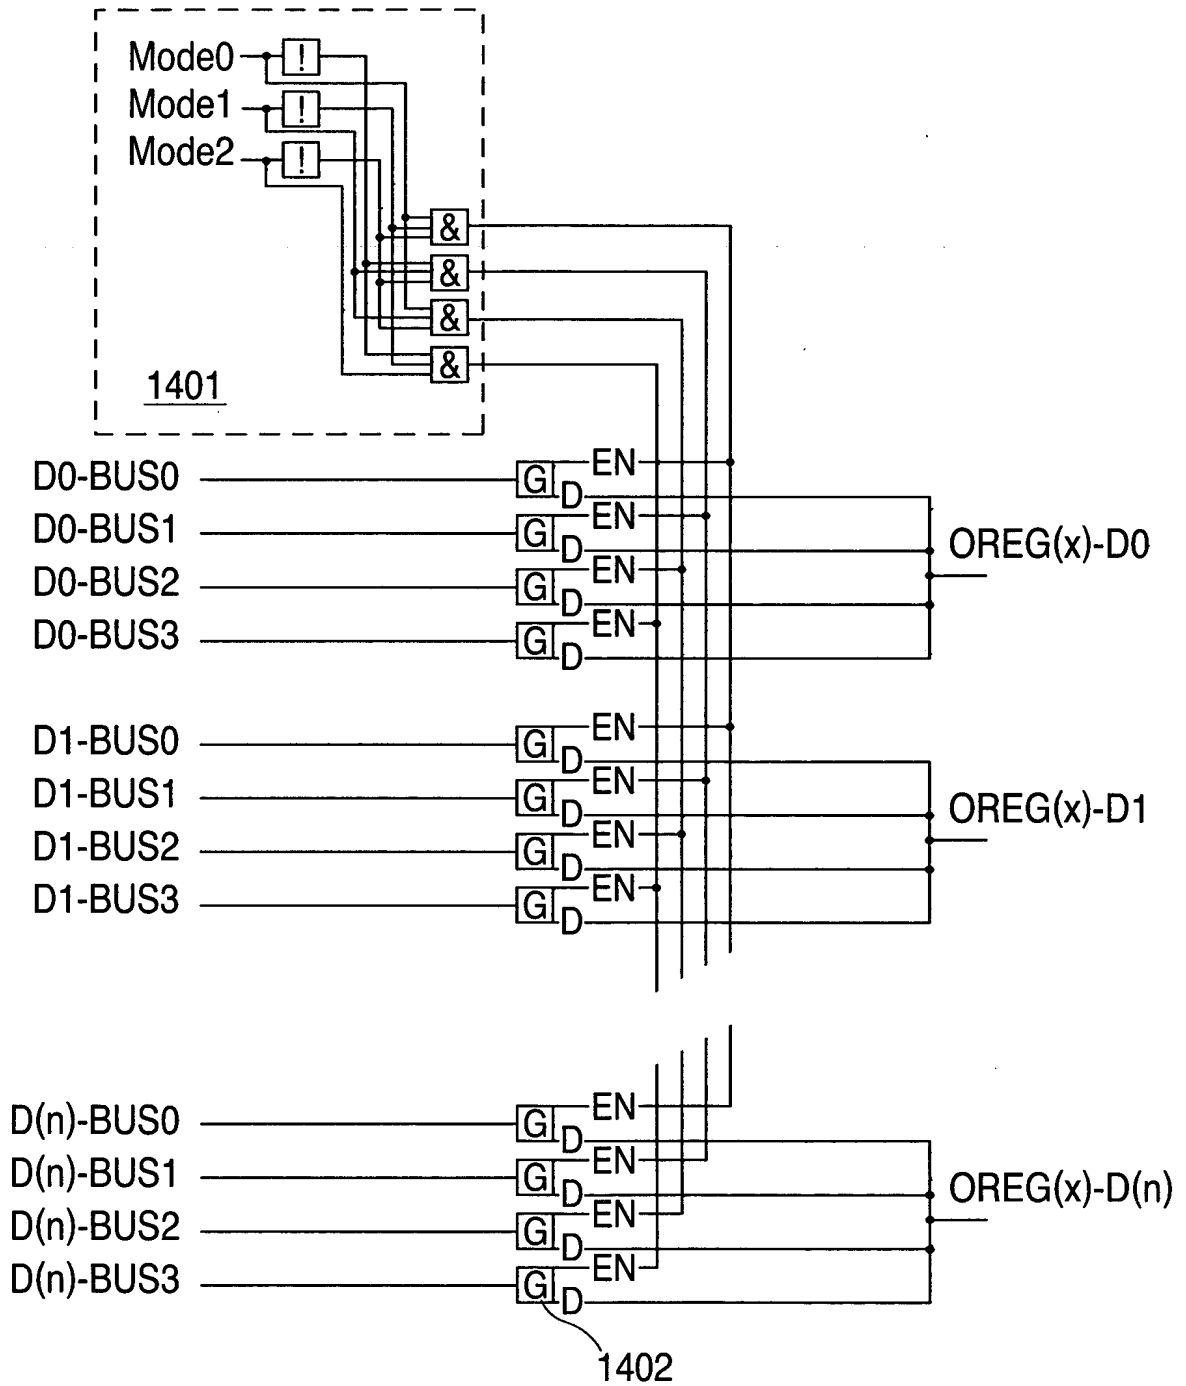 Mode0 !
Mode1 !
Mode2 !
&
&
&
&
1401
D0-BUS0 G EN D
D0-BUS1 G EN D OREG(x)-D0
D0-BUS2 G EN D
D0-BUS3 G EN D
D1-BUS0 G EN D
D1-BUS1 G EN D OREG(x)-D1
D1-BUS2 G EN D
D1-BUS3 G EN D
D(n)-BUS0 G EN D
D(n)-BUS1 G EN D OREG(x)-D(n)
D(n)-BUS2 G EN D
D(n)-BUS3 G EN D
1402